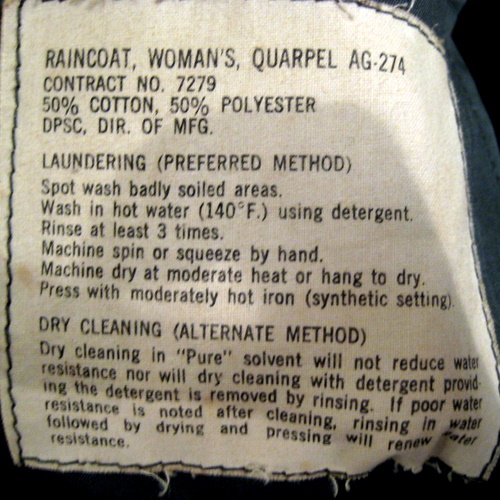 RAINCOAT, WOMAN'S, QUARPEL AG-274
CONTRACT NO. 7279
50% COTTON, 50% POLYESTER
DPSC, DIR. OF MFG.
LAUNDERING (PREFERRED METHOD)
Spot wash badly soiled areas.
Wash in hot water (140°F.) using detergent.
Rinse at least 3 times.
Machine spin or squeeze by hand.
Machine dry at moderate heat or hang to dry.
Press with moderately hot iron (synthetic setting)
DRY CLEANING (ALTERNATE METHOD)
Dry cleaning in "Pure" solvent will not reduce water
resistance nor will dry cleaning with detergent provid-
ing the detergent is removed by rinsing. If poor water
resistance is noted after cleaning, rinsing in water
followed by drying and pressing will renew water
resistance.